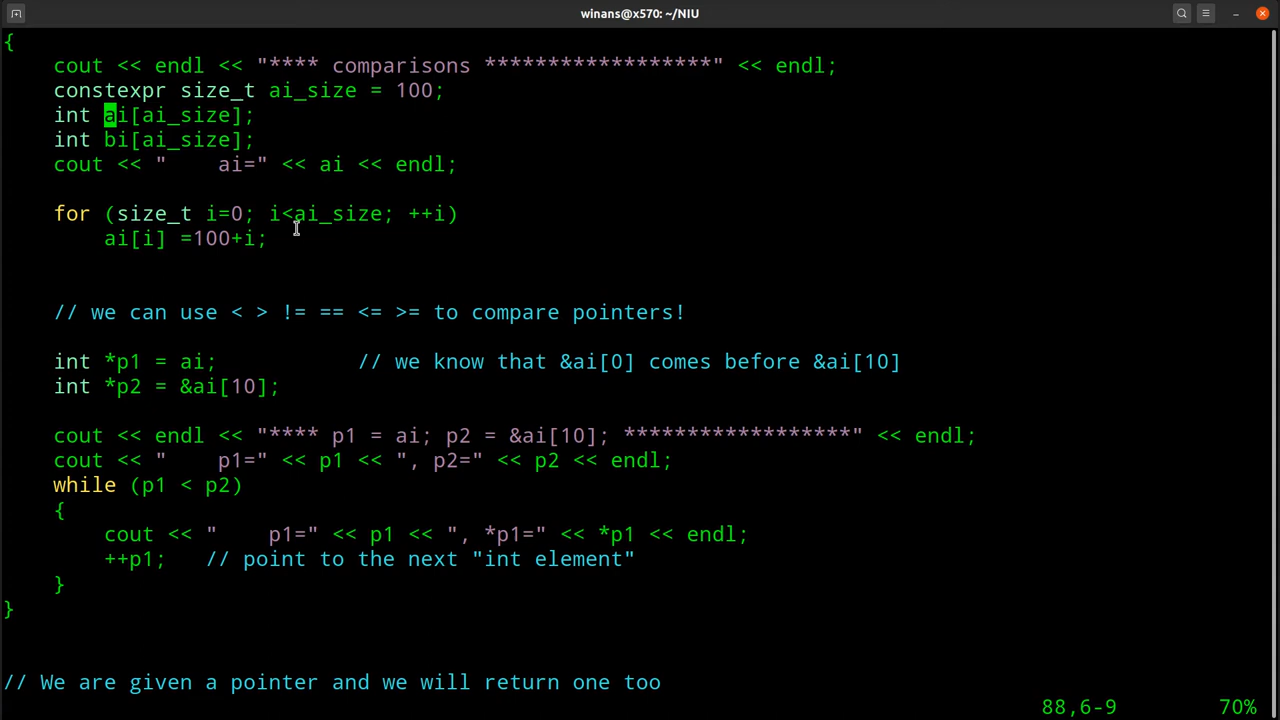 winans@x570: ~/NIU
{
    cout << endl << "**** comparisons ******************" << endl;
    constexpr size_t ai_size = 100;
    int ai[ai_size];
    int bi[ai_size];
    cout << "    ai=" << ai << endl;
    for (size_t i=0; i<ai_size; ++i)
        ai[i] =100+i;
    // we can use < > != == <= >= to compare pointers!
    int *p1 = ai;           // we know that &ai[0] comes before &ai[10]
    int *p2 = &ai[10];
    cout << endl << "**** p1 = ai; p2 = &ai[10]; ******************" << endl;
    cout << "    p1=" << p1 << ", p2=" << p2 << endl;
    while (p1 < p2)
    {
        cout << "    p1=" << p1 << ", *p1=" << *p1 << endl;
        ++p1;   // point to the next "int element"
    }
}
// We are given a pointer and we will return one too
88,6-9 70%